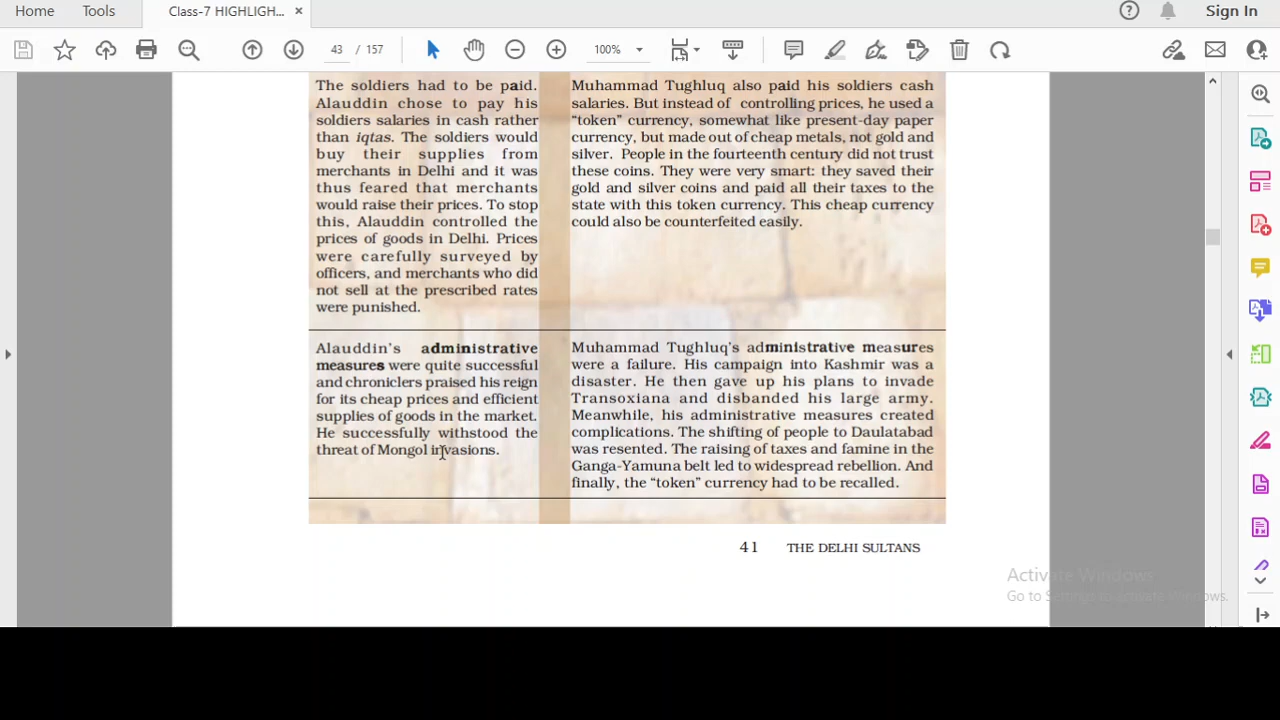 Home
Tools
Class-7 HIGHLIGH...
×
Sign In
43 / 157
100%
The soldiers had to be paid.
Alauddin chose to pay his
soldiers salaries in cash rather
than iqtas. The soldiers would
buy their supplies from
merchants in Delhi and it was
thus feared that merchants
would raise their prices. To stop
this, Alauddin controlled the
prices of goods in Delhi. Prices
were carefully surveyed by
officers, and merchants who did
not sell at the prescribed rates
were punished.
Muhammad Tughluq also paid his soldiers cash
salaries. But instead of controlling prices, he used a
“token” currency, somewhat like present-day paper
currency, but made out of cheap metals, not gold and
silver. People in the fourteenth century did not trust
these coins. They were very smart: they saved their
gold and silver coins and paid all their taxes to the
state with this token currency. This cheap currency
could also be counterfeited easily.
Alauddin's administrative
measures were quite successful
and chroniclers praised his reign
for its cheap prices and efficient
supplies of goods in the market.
He successfully withstood the
threat of Mongol invasions.
Muhammad Tughluq's administrative measures
were a failure. His campaign into Kashmir was a
disaster. He then gave up his plans to invade
Transoxiana and disbanded his large army.
Meanwhile, his administrative measures created
complications. The shifting of people to Daulatabad
was resented. The raising of taxes and famine in the
Ganga-Yamuna belt led to widespread rebellion. And
finally, the “token” currency had to be recalled.
41 THE DELHI SULTANS
Activate Windows
Go to Settings to activate Windows.